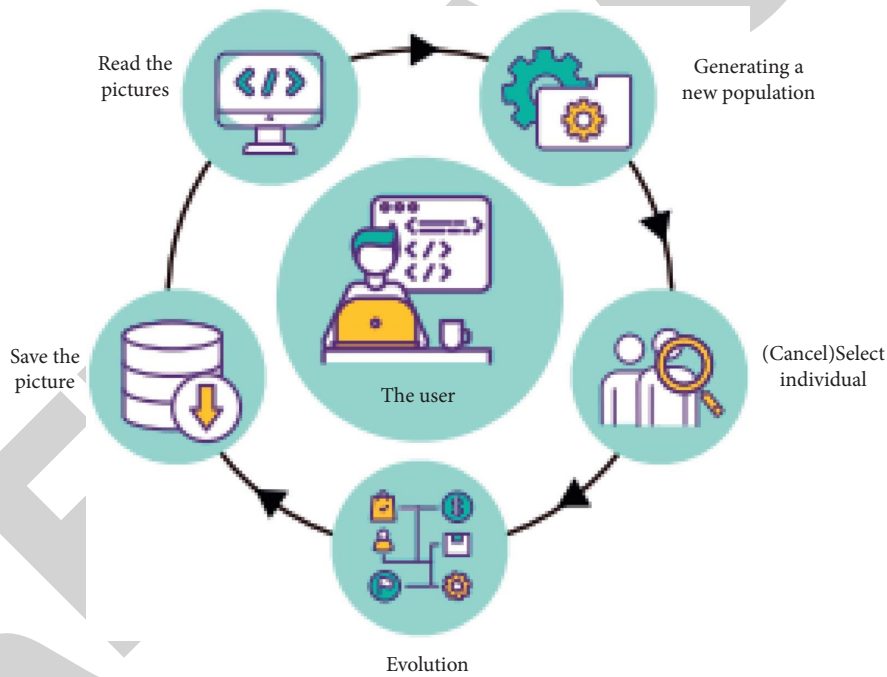 Read the
pictures
Generating a
new population
(Cancel)Select
individual
Save the
picture
The user
Evolution